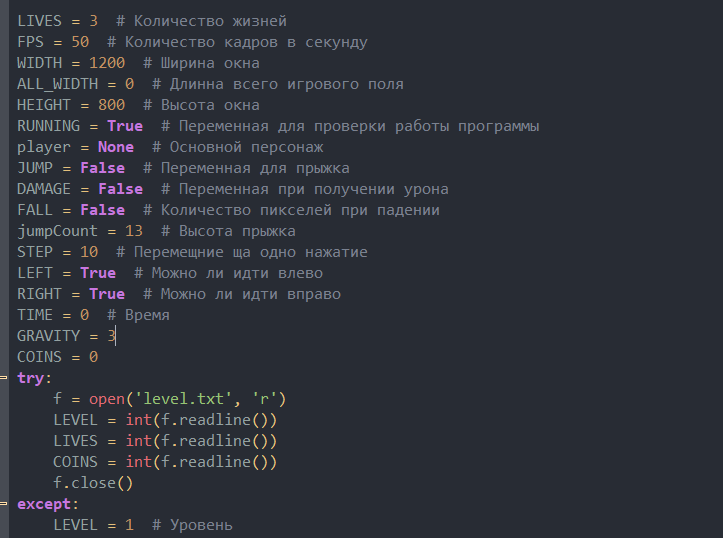 LIVES = 3  # Количество жизней
FPS = 50  # Количество кадров в секунду
WIDTH = 1200  # Ширина окна
ALL_WIDTH = 0  # Длинна всего игрового поля
HEIGHT = 800  # Высота окна
RUNNING = True  # Переменная для проверки работы программы
player = None  # Основной персонаж
JUMP = False  # Переменная для прыжка
DAMAGE = False  # Переменная при получении урона
FALL = False  # Количество пикселей при падении
jumpCount = 13  # Высота прыжка
STEP = 10  # Перемещние ща одно нажатие
LEFT = True  # Можно ли идти влево
RIGHT = True  # Можно ли идти вправо
TIME = 0  # Время
GRAVITY = 3
COINS = 0
try:
    f = open('level.txt', 'r')
    LEVEL = int(f.readline())
    LIVES = int(f.readline())
    COINS = int(f.readline())
    f.close()
except:
    LEVEL = 1  # Уровень